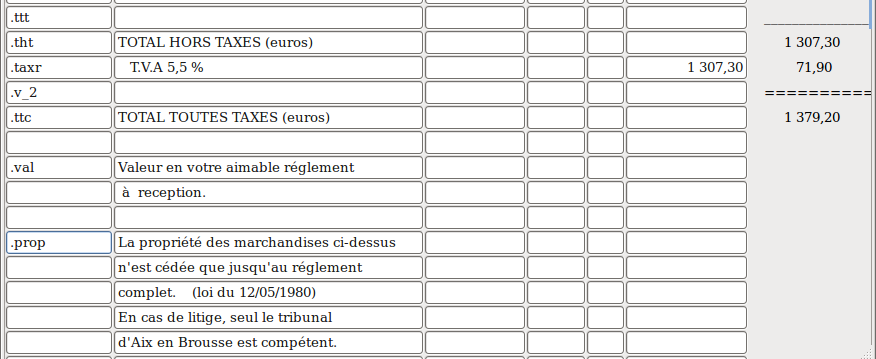 .ttt
.tht TOTAL HORS TAXES (euros) 1 307,30
.taxr T.V.A 5,5 % 1 307,30 71,90
.v_2 ==========
.ttc TOTAL TOUTES TAXES (euros) 1 379,20
.val Valeur en votre aimable réglement
à reception.
.prop La propriété des marchandises ci-dessus
n'est cédée que jusqu'au réglement
complet. (loi du 12/05/1980)
En cas de litige, seul le tribunal
d'Aix en Brousse est compétent.